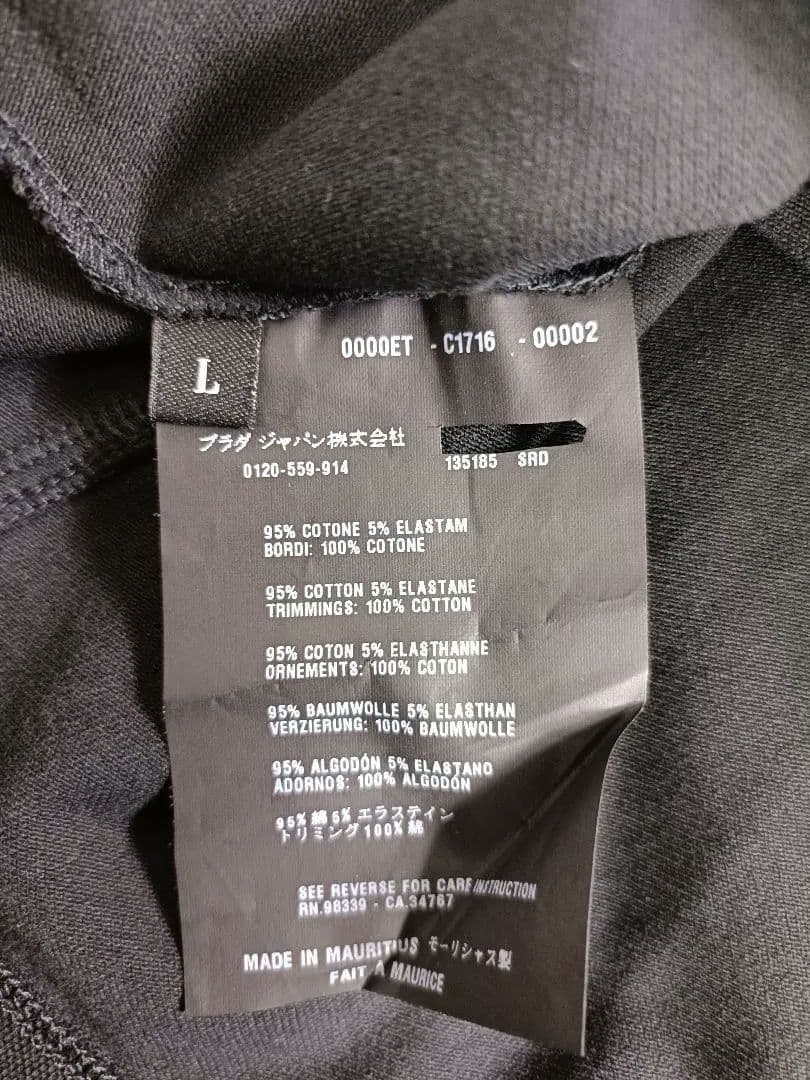 0000ET - C1716 - 00002
L
プラダ ジャパン株式会社
0120-559-914
135185 SRD
95% COTONE 5% ELASTAM
BORDI: 100% COTONE
95% COTTON 5% ELASTANE
TRIMMINGS: 100% COTTON
95% COTON 5% ELASTHANNE
ORNEMENTS: 100% COTON
95% BAUMWOLLE 5% ELASTHAN
VERZIERUNG: 100% BAUMWOLLE
95% ALGODÓN 5% ELASTANO
ADORNOS: 100% ALGODÓN
95% 綿 5% エラステイン
トリミング100% 綿
SEE REVERSE FOR CARE INSTRUCTION
RN.98339 - CA.34767
MADE IN MAURITIUS モーリシャス製
FAIT A MAURICE